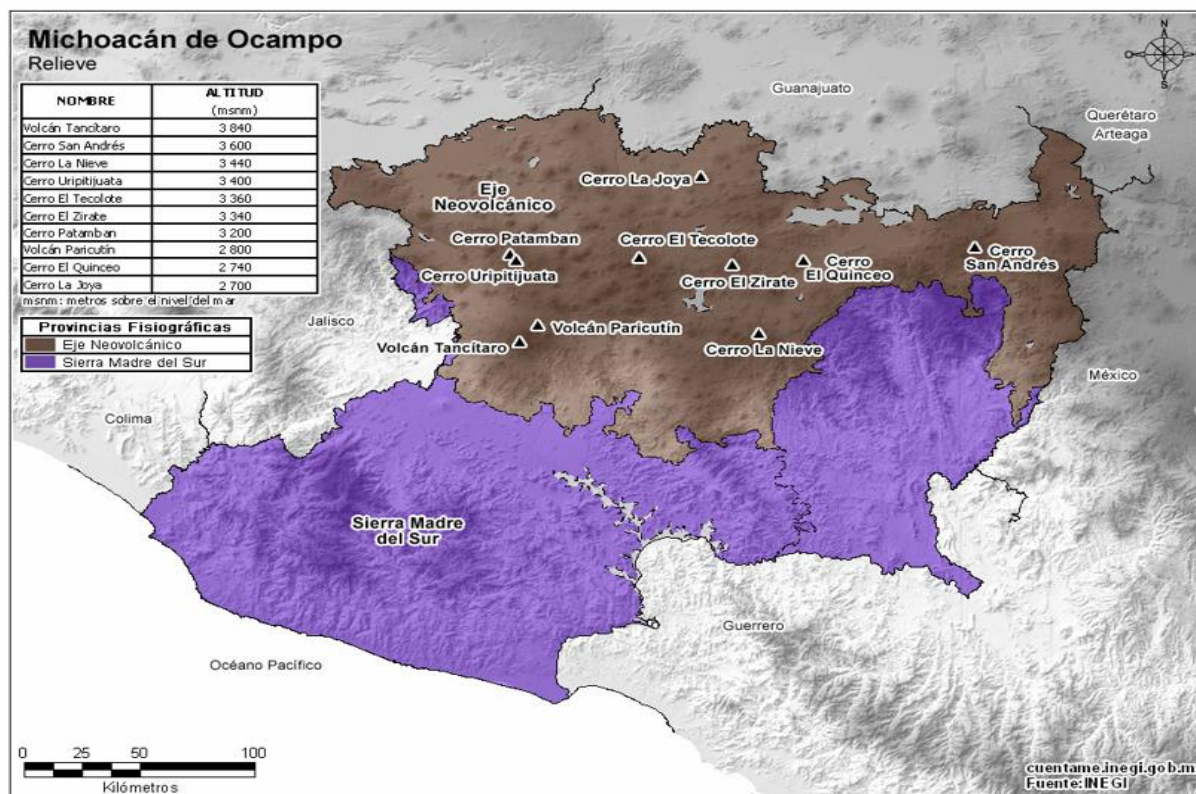 Michoacán de Ocampo
Relieve
NOMBRE ALTITUD
(msnm)
Volcán Tancítaro 3 840
Cerro San Andrés 3 600
Cerro La Nieve 3 440
Cerro Uripitijuata 3 400
Cerro El Tecolote 3 360
Cerro El Zirate 3 340
Cerro Patamban 3 200
Volcán Paricutín 2 800
Cerro El Quinceo 2 740
Cerro La Joya 2 700
msnm: metros sobre el nivel del mar
Provincias Fisiográficas
Eje Neovolcánico
Sierra Madre del Sur
N
E
S
Guanajuato
Querétaro
Arteaga
Cerro La Joya
Eje
Neovolcánico
Cerro Patamban
Cerro El Tecolote
Cerro Uripitijuata
Cerro El Zirate
Cerro
El Quinceo
Cerro
San Andrés
Jalisco
Volcán Paricutín
Volcán Tancítaro
Cerro La Nieve
México
Colima
Sierra Madre
del Sur
Guerrero
Océano Pacífico
0 25 50 100
Kilómetros
cuentame.inegi.gob.m
Fuente:INEGI